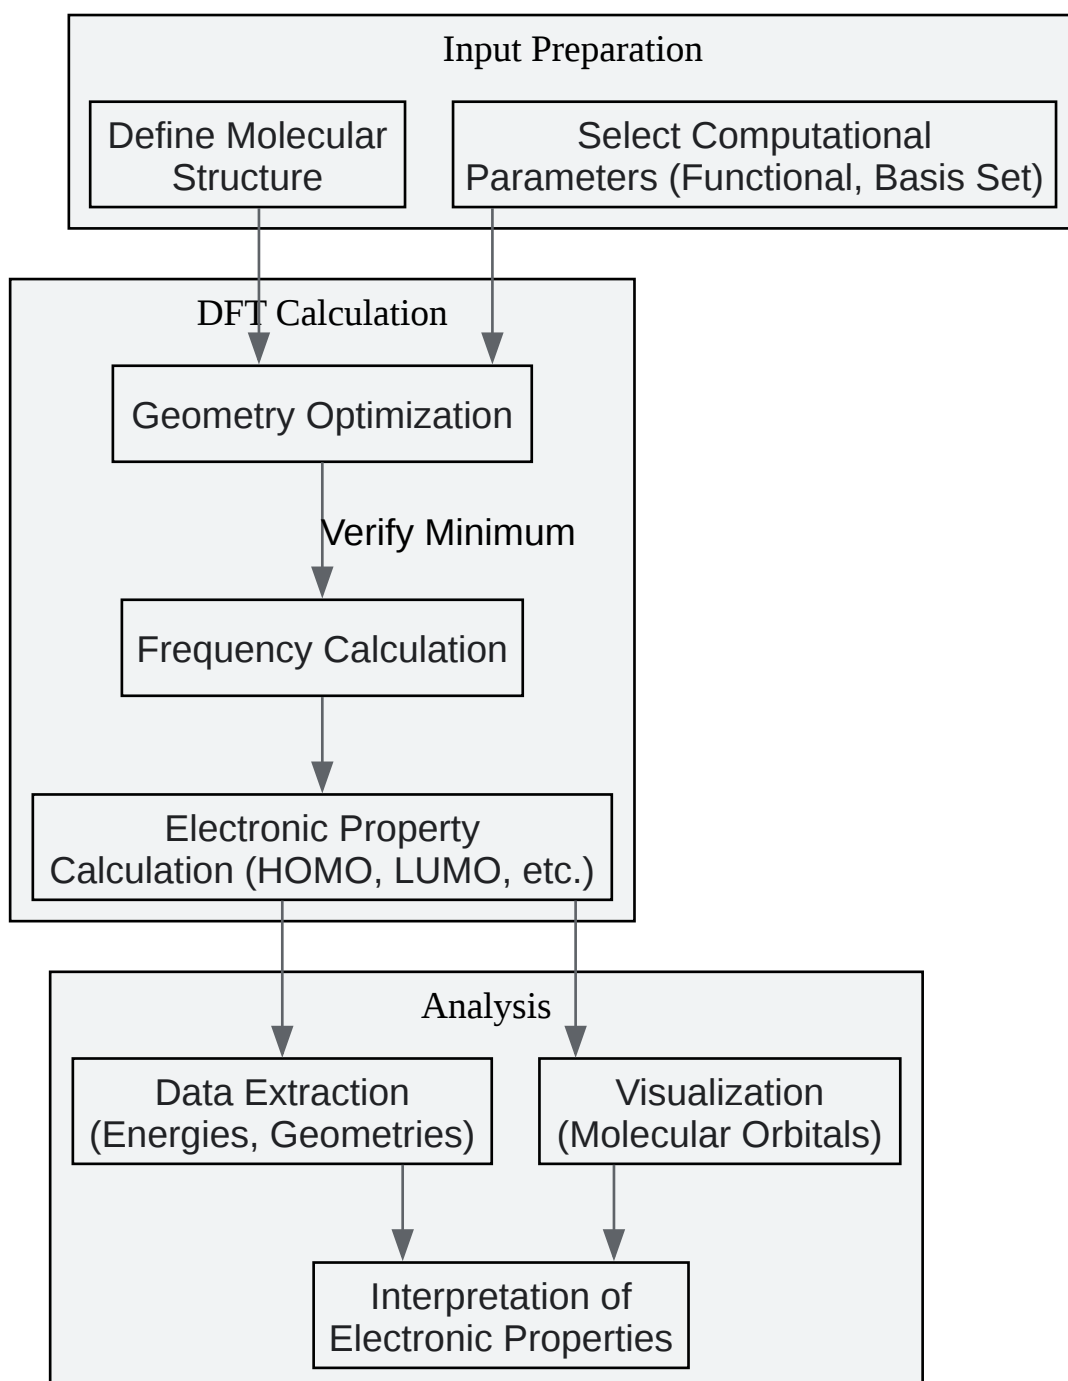 Input Preparation
Define Molecular
Structure
Select Computational
Parameters (Functional, Basis Set)
DFT Calculation
Geometry Optimization
Verify Minimum
Frequency Calculation
Electronic Property
Calculation (HOMO, LUMO, etc.)
Analysis
Data Extraction
(Energies, Geometries)
Visualization
(Molecular Orbitals)
Interpretation of
Electronic Properties